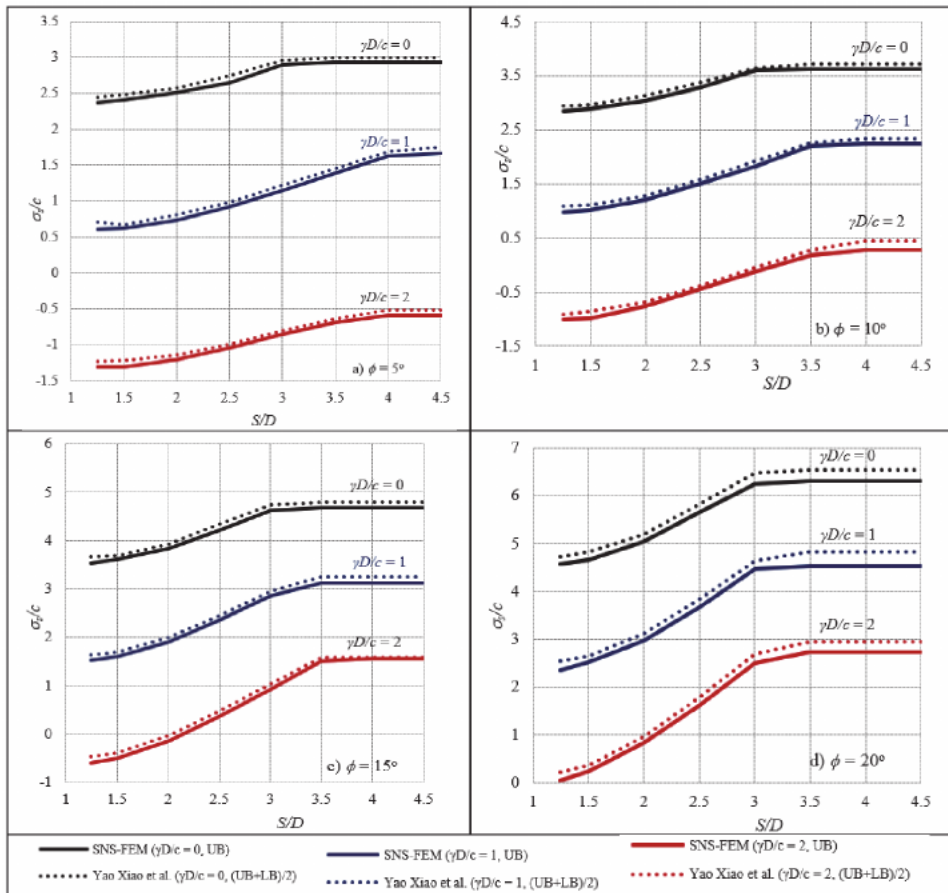 3.5
3
2.5
2
1.5
1
0.5
0
-0.5
-1
-1.5
σs/c
γD/c = 0
γD/c = 1
γD/c = 2
a) ϕ = 5°
1 1.5 2 2.5 3 3.5 4 4.5
S/D
4.5
3.5
2.5
1.5
0.5
-0.5
-1.5
σs/c
γD/c = 0
γD/c = 1
γD/c = 2
b) ϕ = 10°
1 1.5 2 2.5 3 3.5 4 4.5
S/D
6
5
4
3
2
1
0
-1
σs/c
γD/c = 0
γD/c = 1
γD/c = 2
c) ϕ = 15°
1 1.5 2 2.5 3 3.5 4 4.5
S/D
7
6
5
4
3
2
1
0
σs/c
γD/c = 0
γD/c = 1
γD/c = 2
d) ϕ = 20°
1 1.5 2 2.5 3 3.5 4 4.5
S/D
SNS-FEM (γD/c = 0, UB)
SNS-FEM (γD/c = 1, UB)
SNS-FEM (γD/c = 2, UB)
Yao Xiao et al. (γD/c = 0, (UB+LB)/2)
Yao Xiao et al. (γD/c = 1, (UB+LB)/2)
Yao Xiao et al. (γD/c = 2, (UB+LB)/2)